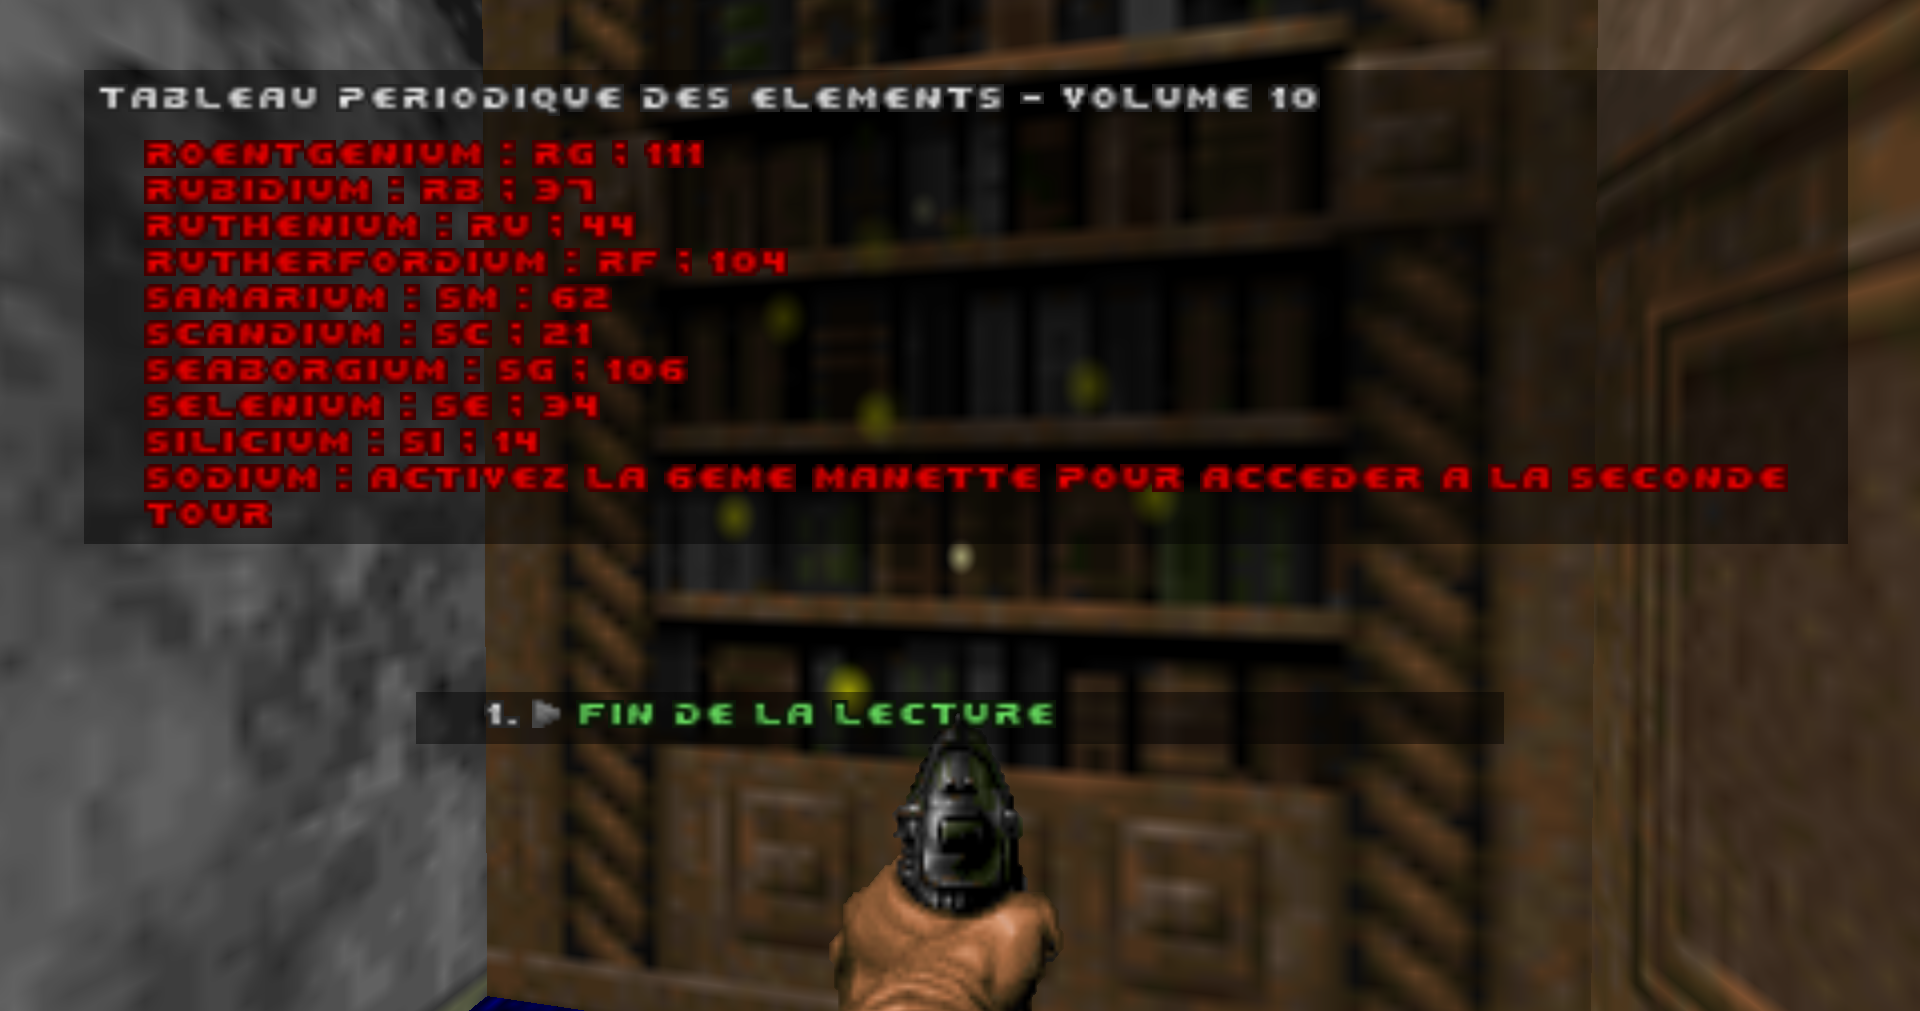 TABLEAU PERIODIQUE DES ELEMENTS - VOLUME 10
ROENTGENIUM : RG ; 111
RUBIDIUM : RB ; 37
RUTHENIUM : RU ; 44
RUTHERFORDIUM : RF ; 104
SAMARIUM : SM : 62
SCANDIUM : SC ; 21
SEABORGIUM : SG ; 106
SELENIUM : SE ; 34
SILICIUM : SI ; 14
SODIUM : ACTIVEZ LA 6EME MANETTE POUR ACCEDER A LA SECONDE
TOUR
1. FIN DE LA LECTURE